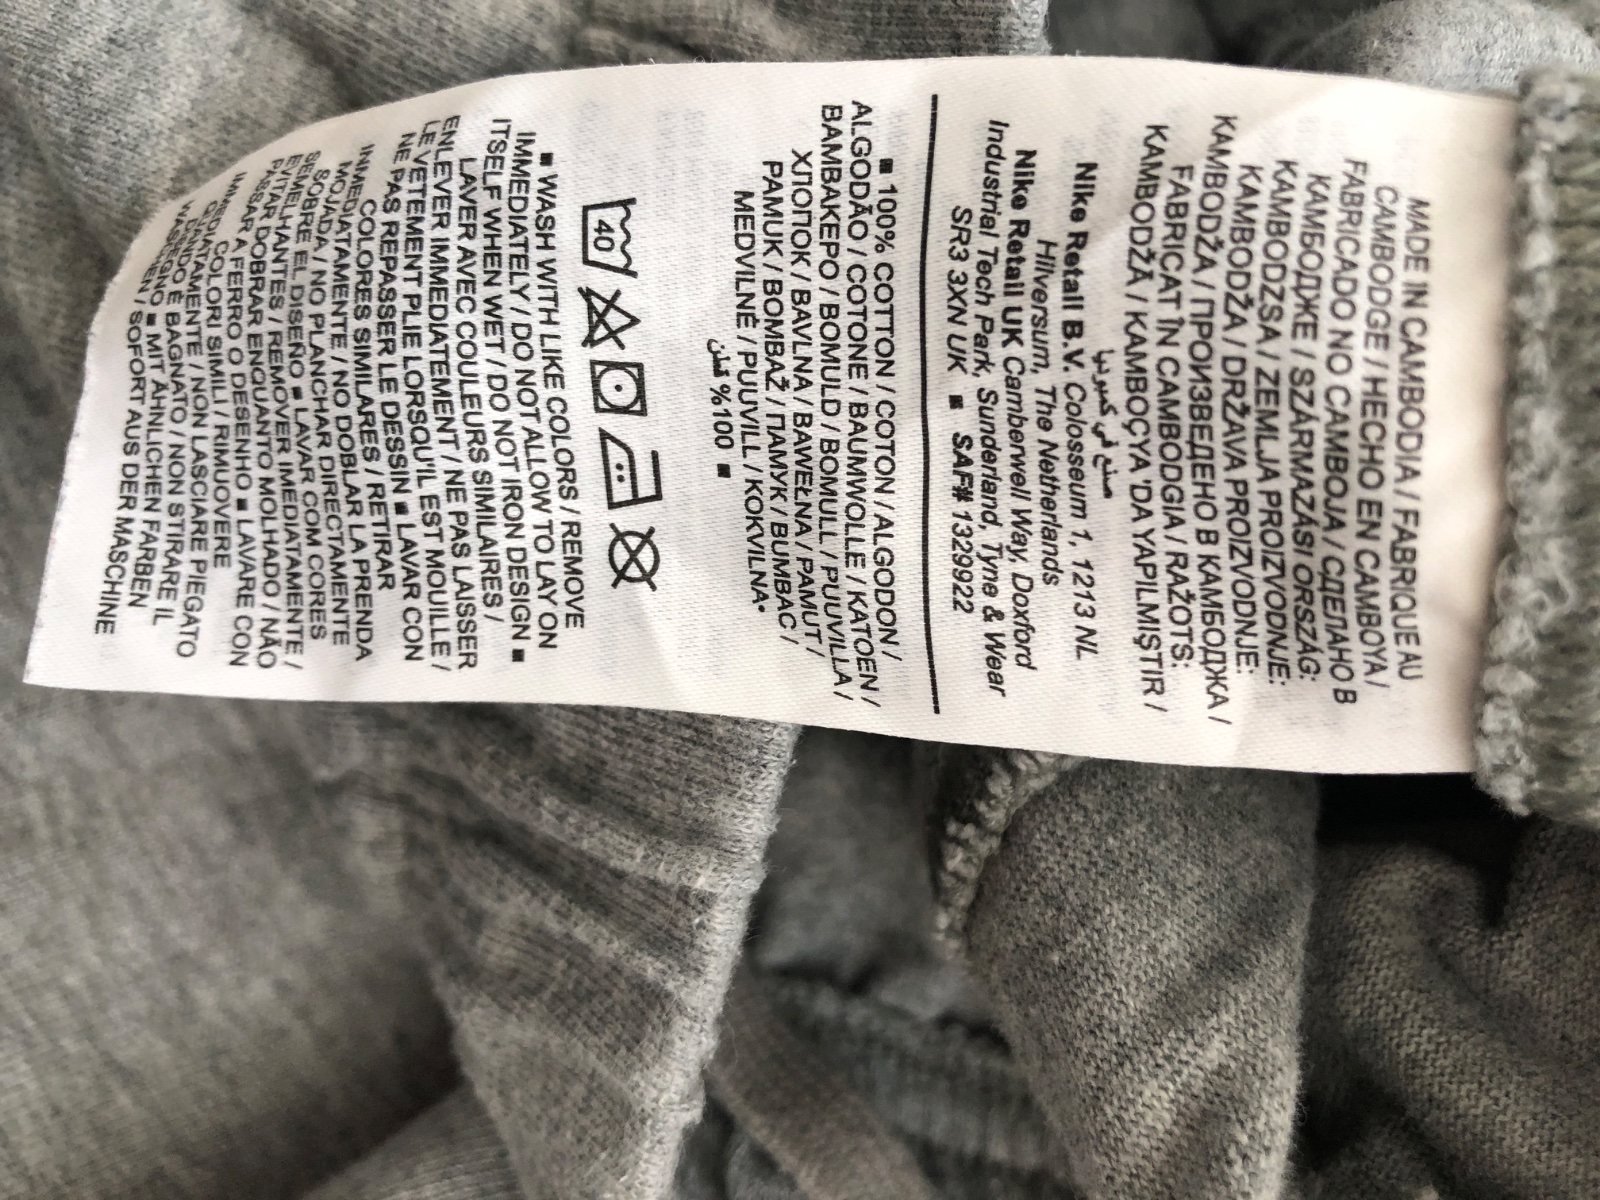 MADE IN CAMBODIA / FABRIQUE AU
CAMBODGE / HECHO EN CAMBOYA /
FABRICADO NO CAMBOJA / СДЕЛАНО В
КАМБОДЖЕ / SZÁRMAZÁSI ORSZÁG:
KAMBODZSA / ZEMLJA PROIZVODNJE:
KAMBODŽA / DRŽAVA PROIZVODNJE:
KAMBODŽA / ПРОИЗВЕДЕНО В КАМБОДЖА /
FABRICAT ÎN CAMBODGIA / RAŽOTS:
KAMBODŽĀ / KAMBOÇYA 'DA YAPILMIŞTIR /
صنع في كمبوديا
Nike Retail B.V. Colosseum 1, 1213 NL
Hilversum, The Netherlands
Nike Retail UK Camberwell Way, Doxford
Industrial Tech Park, Sunderland, Tyne & Wear
SR3 3XN UK ■ SAF# 1329922
■ 100% COTTON / COTON / ALGODON /
ALGODÃO / COTONE / BAUMWOLLE / KATOEN /
ΒΑΜΒΑΚΕΡΟ / BOMULD / BOMULL / PUUVILLA /
ХЛОПОК / BAVLNA / BAWEŁNA / PAMUT /
PAMUK / BOMBAŽ / ПАМУК / BUMBAC /
MEDVILNĖ / PUUVILL / KOKVILNA*
■ 100% قطن
40
■ WASH WITH LIKE COLORS / REMOVE
IMMEDIATELY / DO NOT ALLOW TO LAY ON
ITSELF WHEN WET / DO NOT IRON DESIGN ■
LAVER AVEC COULEURS SIMILAIRES /
ENLEVER IMMEDIATEMENT / NE PAS LAISSER
LE VETEMENT PLIE LORSQU'IL EST MOUILLE /
NE PAS REPASSER LE DESSIN ■ LAVAR CON
COLORES SIMILARES / RETIRAR
INMEDIATAMENTE / NO DOBLAR LA PRENDA
MOJADA / NO PLANCHAR DIRECTAMENTE
SOBRE EL DISEÑO ■ LAVAR COM CORES
SEMELHANTES / REMOVER IMEDIATAMENTE /
EVITAR DOBRAR ENQUANTO MOLHADO / NÃO
PASSAR A FERRO O DESENHO ■ LAVARE CON
COLORI SIMILI / RIMUOVERE
IMMEDIATAMENTE / NON LASCIARE PIEGATO
QUANDO È BAGNATO / NON STIRARE IL
DISEGNO ■ MIT ÄHNLICHEN FARBEN
WASCHEN / SOFORT AUS DER MASCHINE